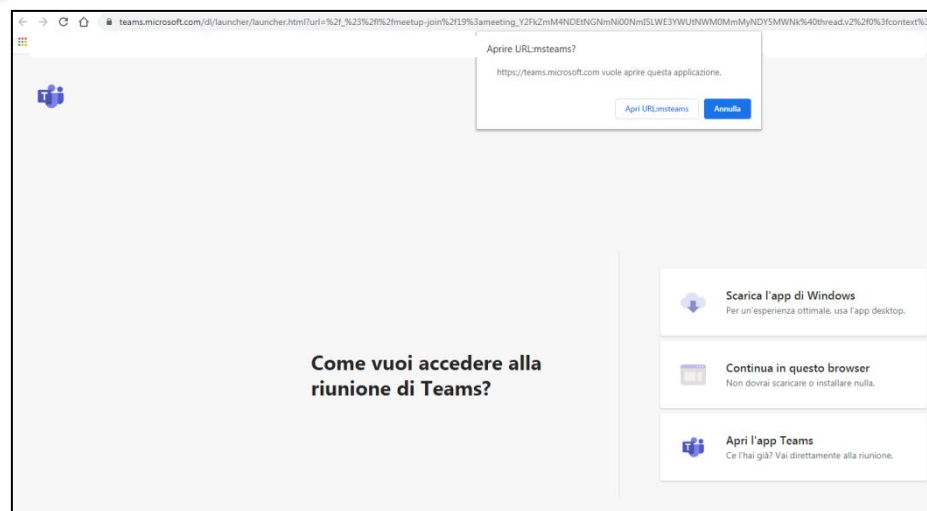 teams.microsoft.com/dl/launcher/launcher.html?url=%2f_%23%2fl%2fmeetup-join%2f19%3ameeting_Y2FkZmM4NDEtNGNmNi00NmI5LWE3YWUtNWM0MmMyNDY5MWNk%40thread.v2%2f0%3fcontext%3
Aprire URL:msteams?
https://teams.microsoft.com vuole aprire questa applicazione.
Apri URL:msteams Annulla
Come vuoi accedere alla
riunione di Teams?
Scarica l'app di Windows
Per un'esperienza ottimale, usa l'app desktop.
Continua in questo browser
Non dovrai scaricare o installare nulla.
Apri l'app Teams
Ce l'hai già? Vai direttamente alla riunione.